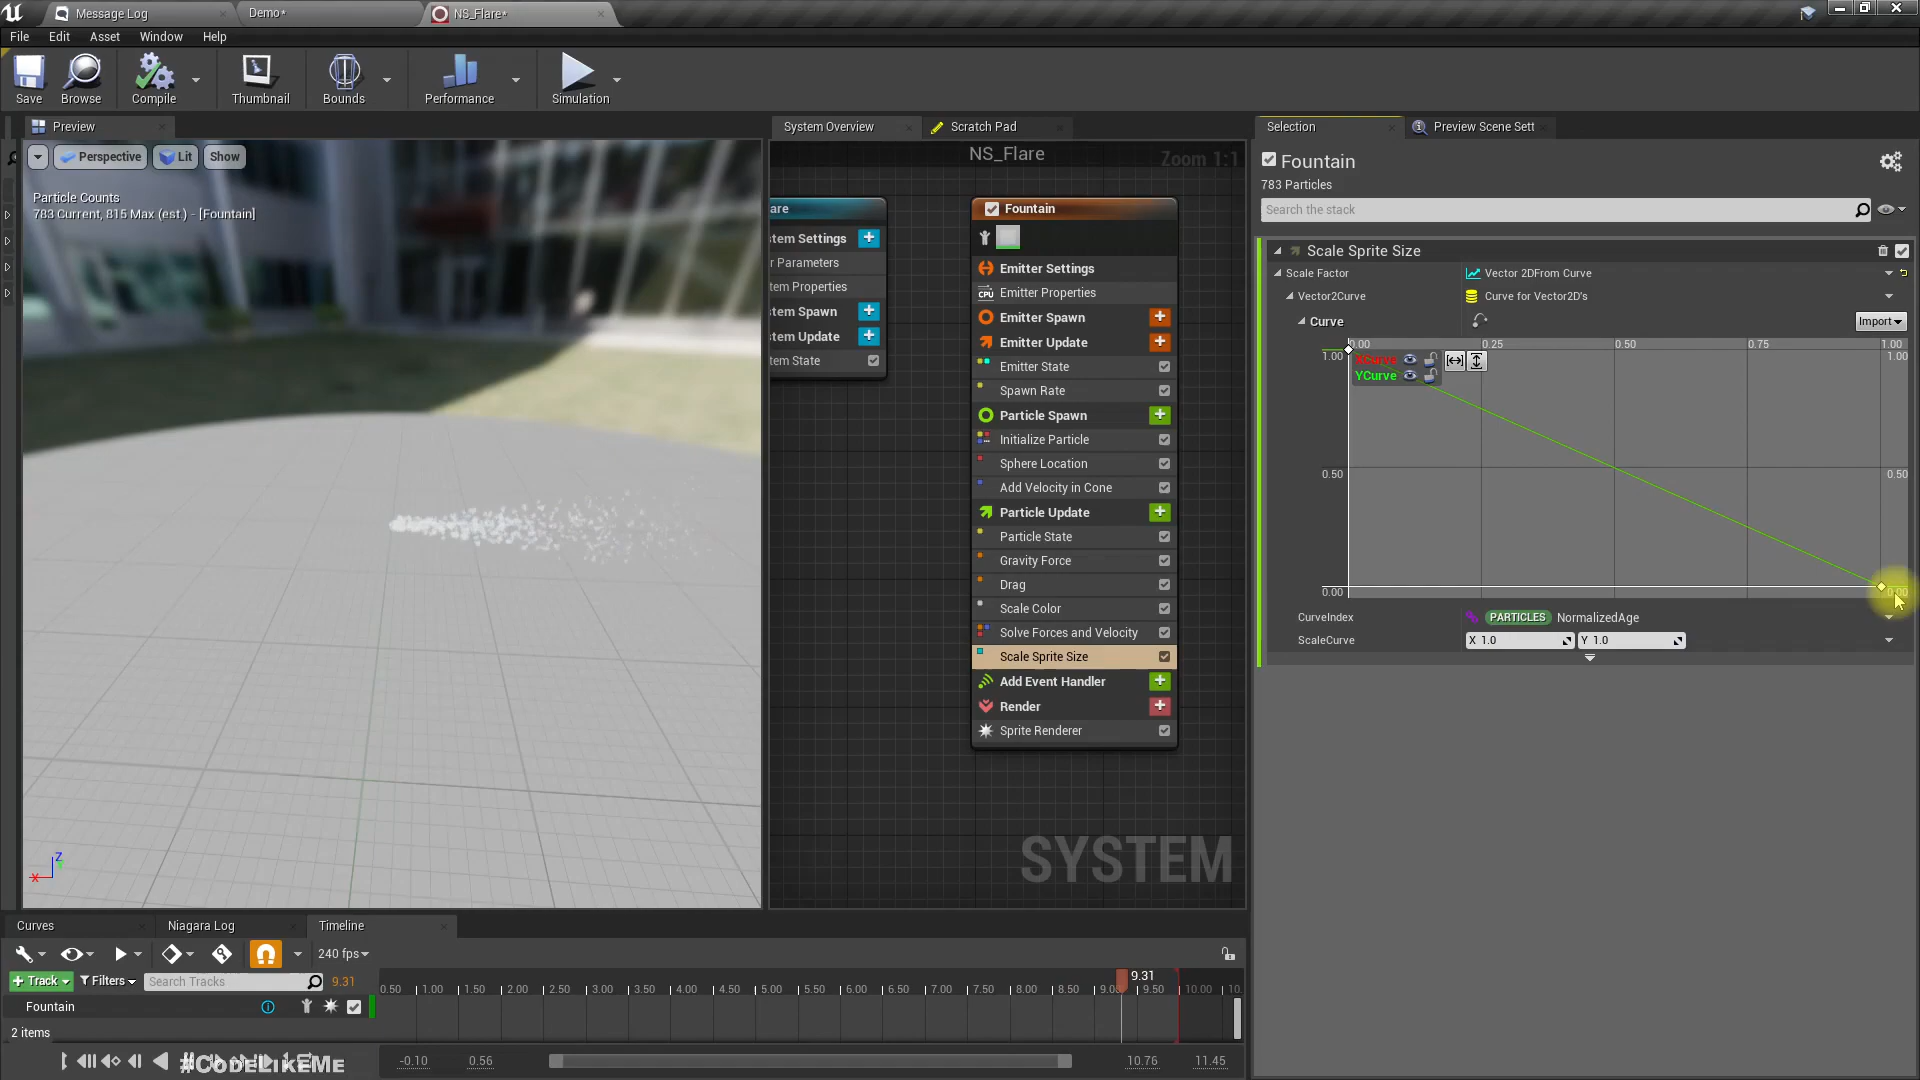 Message Log
Demo*
NS_Flare*
File
Edit
Asset
Window
Help
Save
Browse
Compile
Thumbnail
Bounds
Performance
Simulation
Preview
System Overview
Scratch Pad
Selection
Preview Scene Sett
Perspective
Lit
Show
Particle Counts
783 Current, 815 Max (est.) - [Fountain]
NS_Flare
Zoom 1:1
are
stem Settings
r Parameters
tem Properties
stem Spawn
stem Update
tem State
Fountain
Emitter Settings
CPU Emitter Properties
Emitter Spawn
Emitter Update
Emitter State
Spawn Rate
Particle Spawn
Initialize Particle
Sphere Location
Add Velocity in Cone
Particle Update
Particle State
Gravity Force
Drag
Scale Color
Solve Forces and Velocity
Scale Sprite Size
Add Event Handler
Render
Sprite Renderer
SYSTEM
Fountain
783 Particles
Search the stack
Scale Sprite Size
Scale Factor
Vector 2DFrom Curve
Vector2Curve
Curve for Vector2D's
Curve
Import
0.00 0.25 0.50 0.75 1.00
1.00 1.00
XCurve
YCurve
0.50 0.50
0.00 0.00
CurveIndex
PARTICLES NormalizedAge
ScaleCurve
X 1.0
Y 1.0
Z
X
Curves
Niagara Log
Timeline
240 fps
+ Track
Filters
Search Tracks
9.31
9.31
0.50 1.00 1.50 2.00 2.50 3.00 3.50 4.00 4.50 5.00 5.50 6.00 6.50 7.00 7.50 8.00 8.50 9.00 9.50 10.00 10.
Fountain
2 items
#CodeLikeMe
-0.10
0.56
10.76
11.45